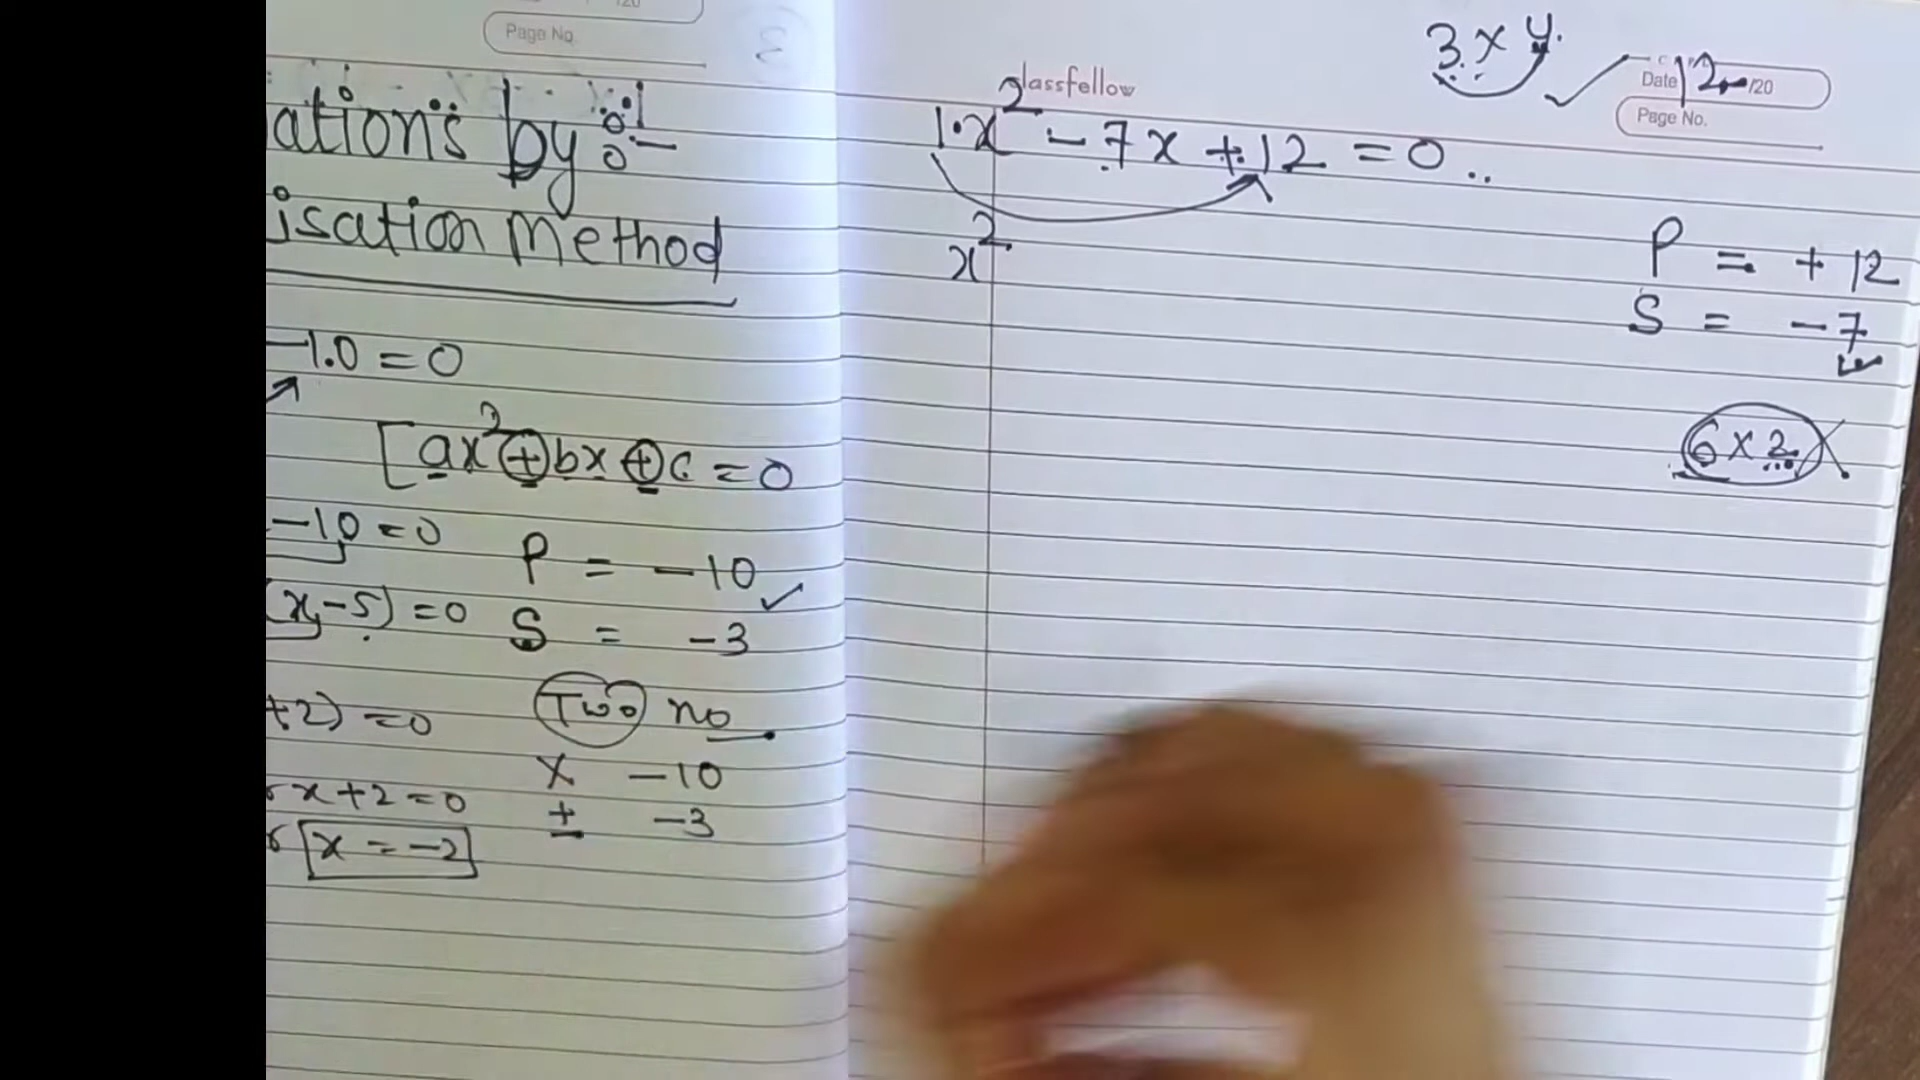 Page No.
ations by :-
isation Method
-1.0 = 0
[ax²+bx+c = 0
-10 = 0
P = -10 ✓
(x-5) = 0
S = -3
Two no
+2) = 0
x -10
x+2=0
+ -3
x = -2
classfellow
3 x 4.
✓ 12
Date /20
Page No.
1.x² - 7x + 12 = 0 ..
x²
P = + 12
S = - 7
6 x 2 X